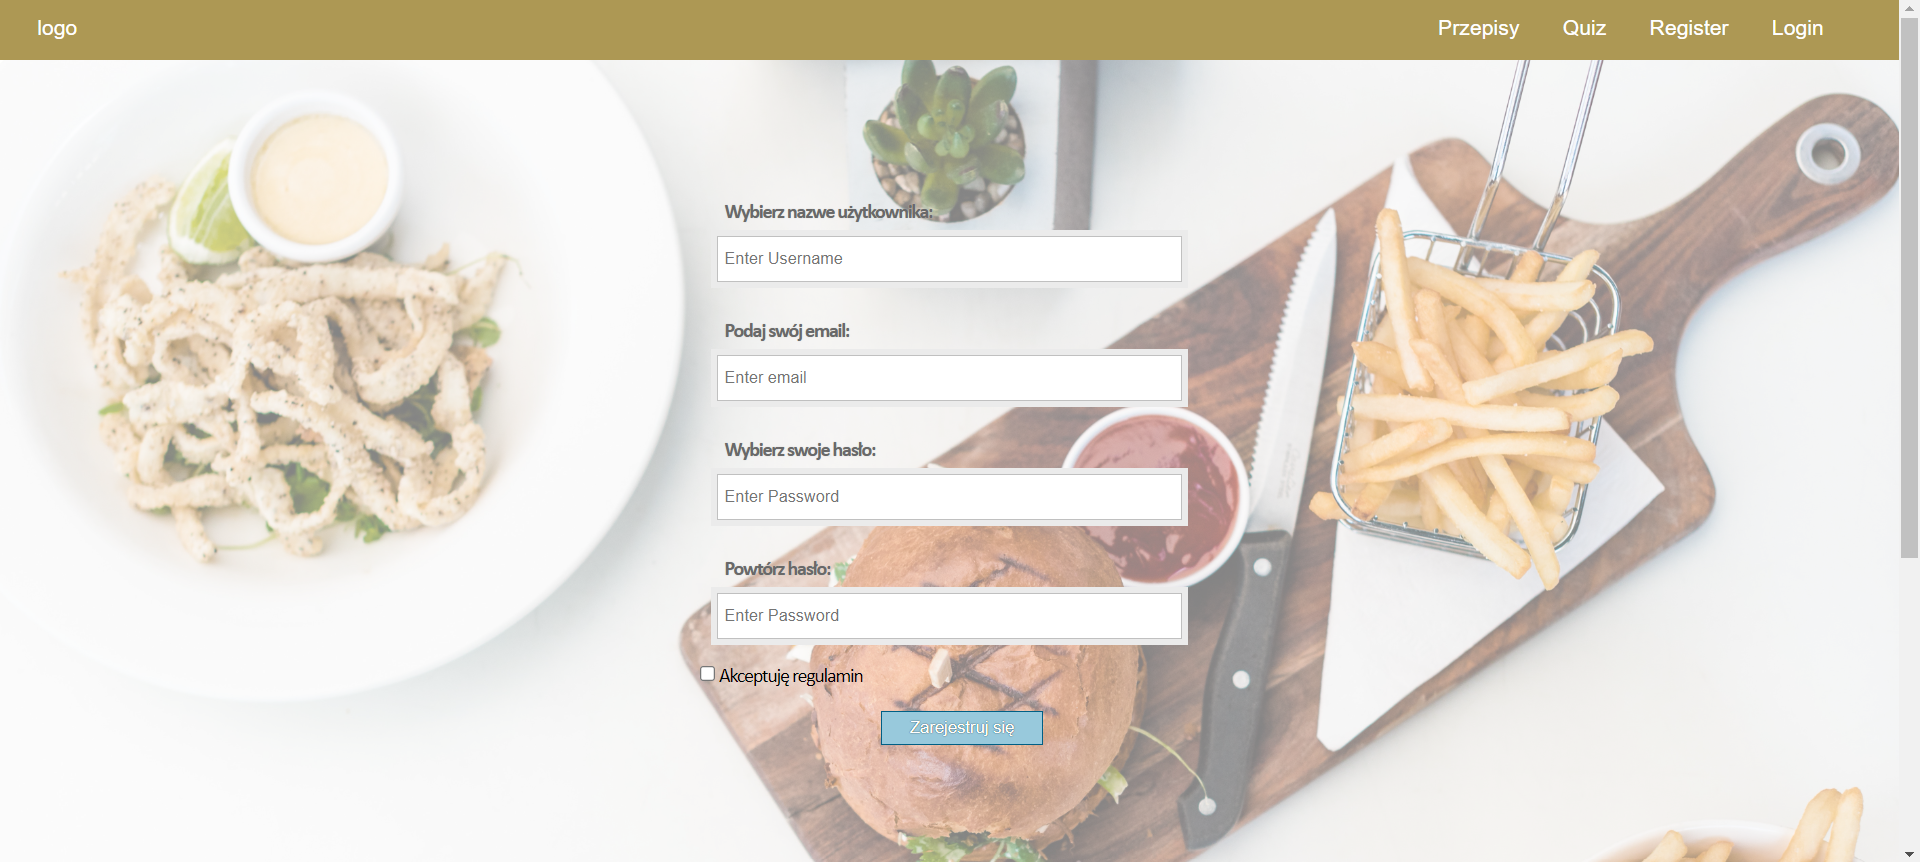 logo
Przepisy Quiz Register Login
Wybierz nazwe użytkownika:
Enter Username
Podaj swój email:
Enter email
Wybierz swoje hasło:
Enter Password
Powtórz hasło:
Enter Password
Akceptuję regulamin
Zarejestruj się